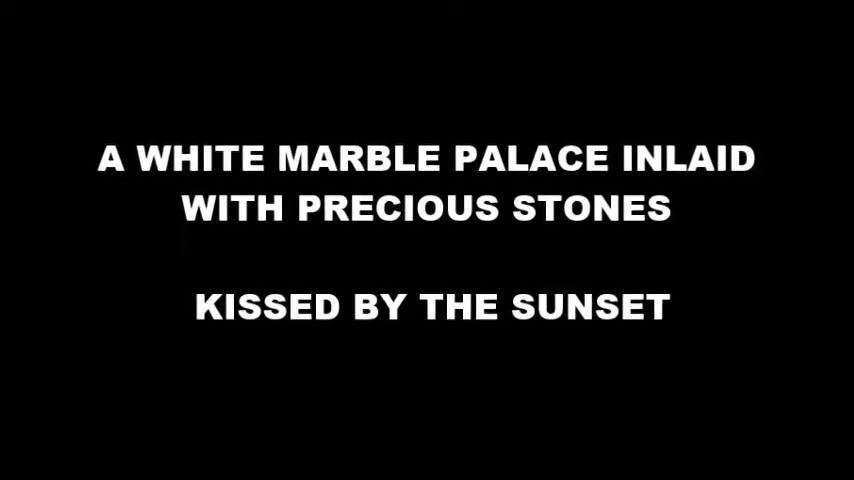 A WHITE MARBLE PALACE INLAID
WITH PRECIOUS STONES
KISSED BY THE SUNSET